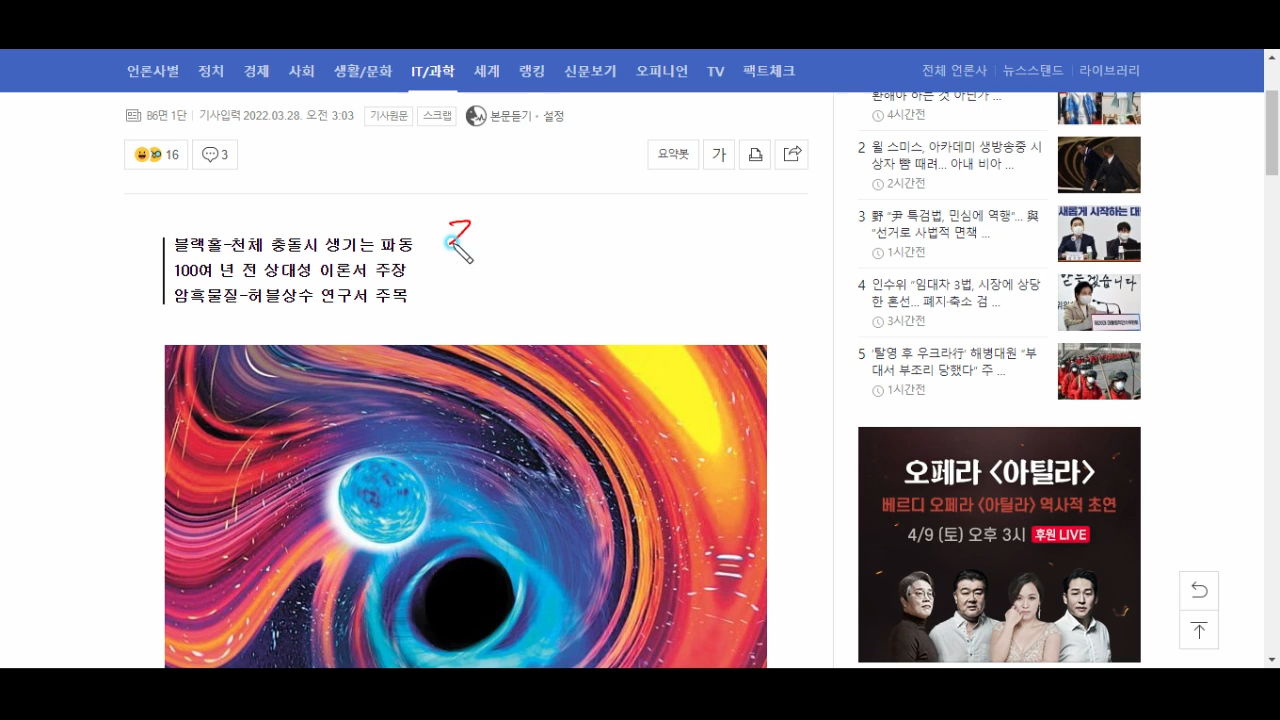 언론사별 정치 경제 사회 생활/문화 IT/과학 세계 랭킹 신문보기 오피니언 TV 팩트체크 전체 언론사 뉴스스탠드 라이브러리
B6면 1단 기사입력 2022.03.28. 오전 3:03 기사원문 스크랩 본문듣기 · 설정
16 3 요약봇 가
블랙홀-천체 충돌시 생기는 파동
100여 년 전 상대성 이론서 주장
암흑물질-허블상수 연구서 주목
환해야 하는 것 아닌가 ...
4시간전
2 윌 스미스, 아카데미 생방송중 시
상자 뺨 때려... 아내 비아 ...
2시간전
3 野 “尹 특검법, 민심에 역행”... 與
“선거로 사법적 면책 ...
1시간전
4 인수위 “임대차 3법, 시장에 상당
한 혼선... 폐지·축소 검 ...
3시간전
5 '탈영 후 우크라行' 해병대원 “부
대서 부조리 당했다” 주 ...
1시간전
오페라 〈아틸라〉
베르디 오페라 〈아틸라〉 역사적 초연
4/9 (토) 오후 3시 후원 LIVE